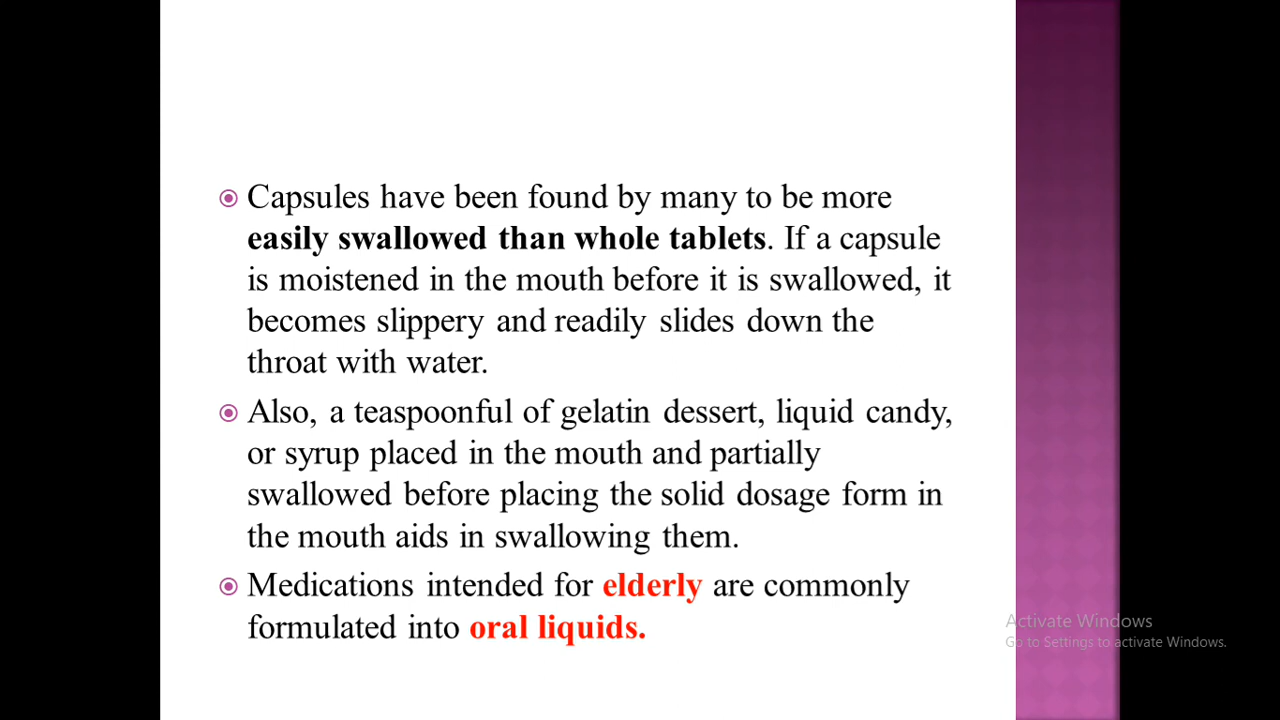 Capsules have been found by many to be more
easily swallowed than whole tablets. If a capsule
is moistened in the mouth before it is swallowed, it
becomes slippery and readily slides down the
throat with water.
Also, a teaspoonful of gelatin dessert, liquid candy,
or syrup placed in the mouth and partially
swallowed before placing the solid dosage form in
the mouth aids in swallowing them.
Medications intended for elderly are commonly
formulated into oral liquids.
Activate Windows
Go to Settings to activate Windows.